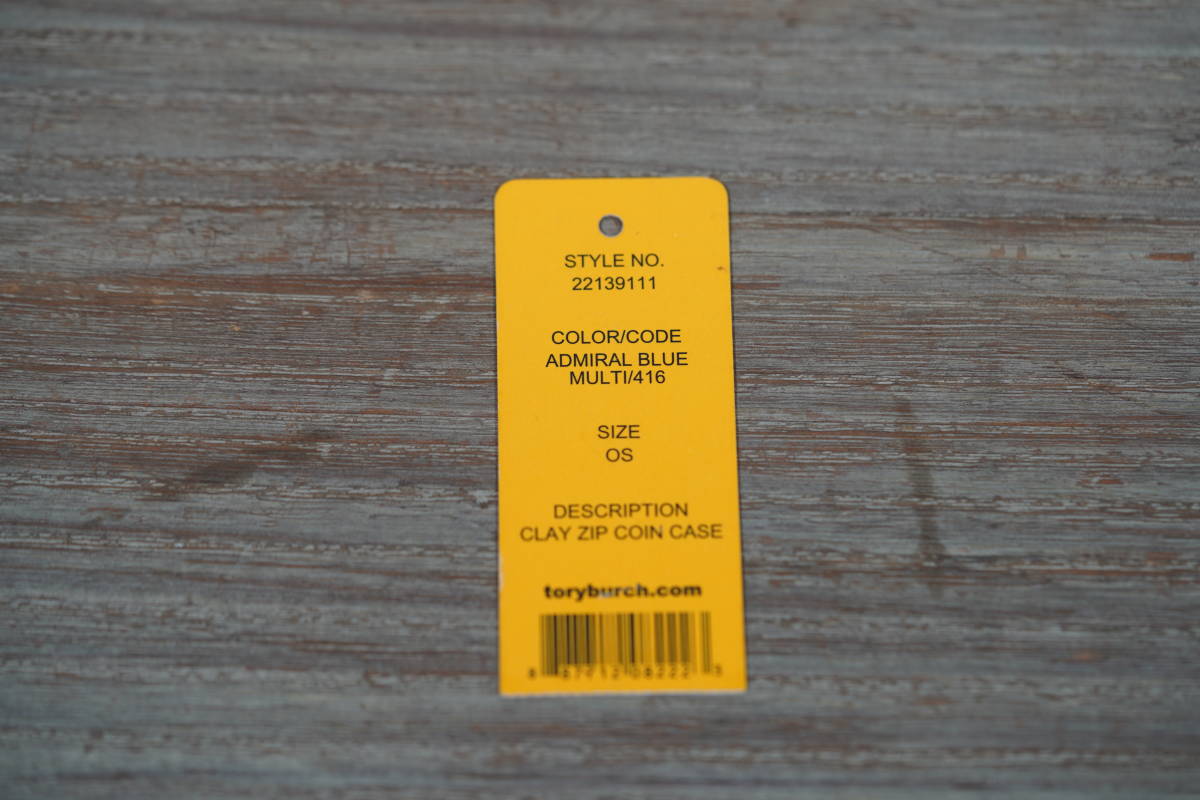 STYLE NO.
22139111
COLOR/CODE
ADMIRAL BLUE
MULTI/416
SIZE
OS
DESCRIPTION
CLAY ZIP COIN CASE
toryburch.com